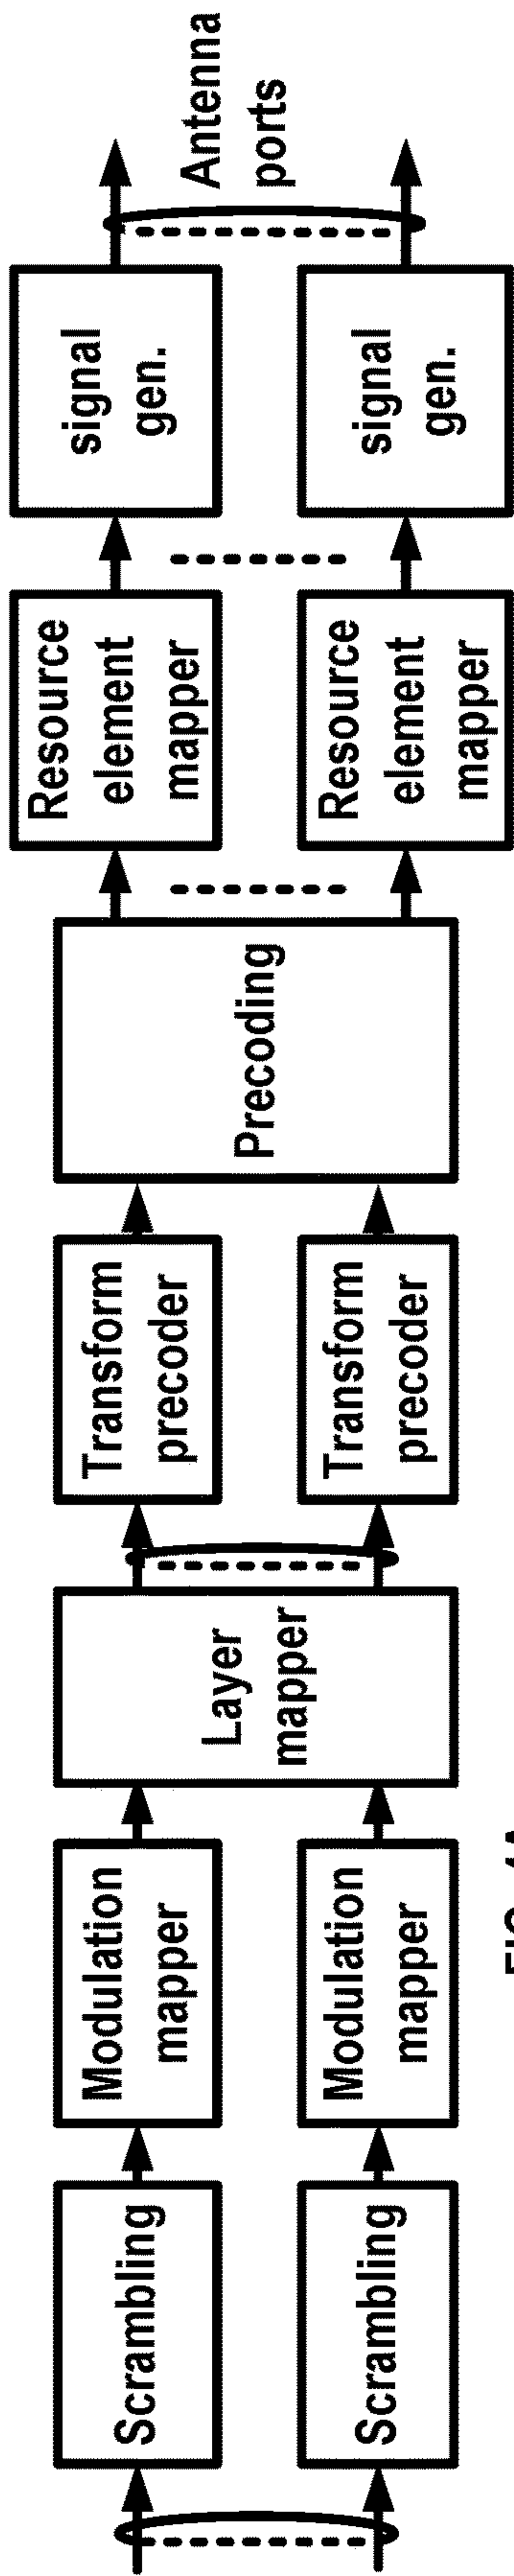 Scrambling
Scrambling
Modulation
mapper
Modulation
mapper
Layer
mapper
Transform
precoder
Transform
precoder
Precoding
Resource
element
mapper
Resource
element
mapper
signal
gen.
signal
gen.
Antenna
ports